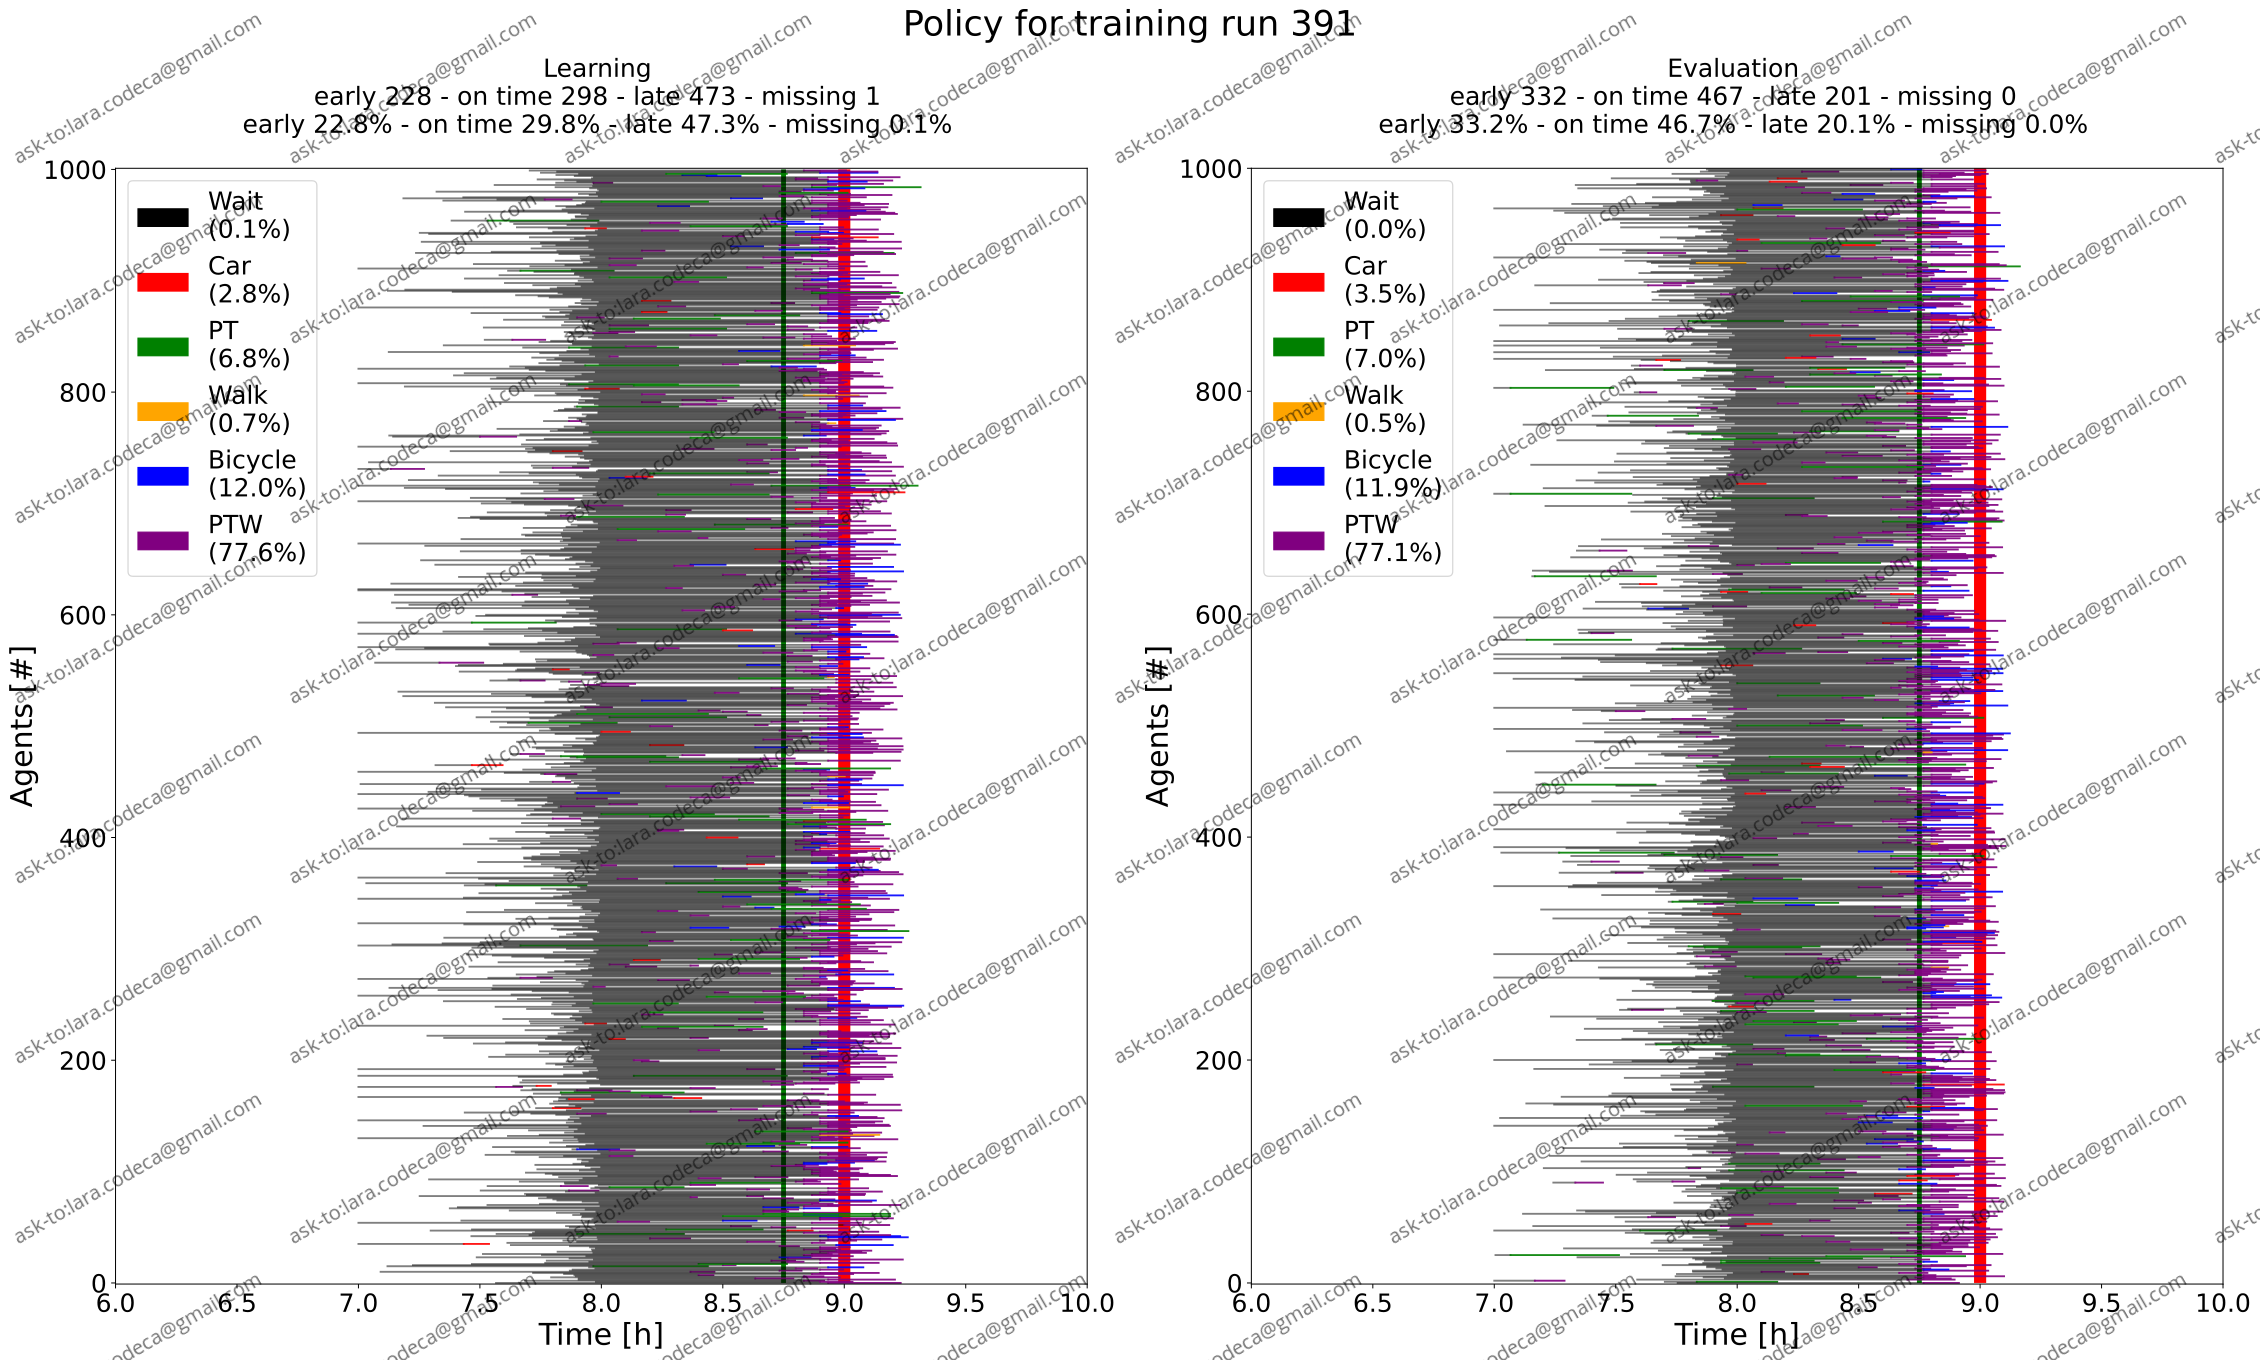 Policy for training run 391
Learning
early 228 - on time 298 - late 473 - missing 1
early 22.8% - on time 29.8% - late 47.3% - missing 0.1%
Wait
(0.1%)
Car
(2.8%)
PT
(6.8%)
Walk
(0.7%)
Bicycle
(12.0%)
PTW
(77.6%)
1000
800
600
400
200
0
Agents [#]
6.0 6.5 7.0 7.5 8.0 8.5 9.0 9.5 10.0
Time [h]
Evaluation
early 332 - on time 467 - late 201 - missing 0
early 33.2% - on time 46.7% - late 20.1% - missing 0.0%
Wait
(0.0%)
Car
(3.5%)
PT
(7.0%)
Walk
(0.5%)
Bicycle
(11.9%)
PTW
(77.1%)
1000
800
600
400
200
0
Agents [#]
6.0 6.5 7.0 7.5 8.0 8.5 9.0 9.5 10.0
Time [h]
ask-to:lara.codeca@gmail.com